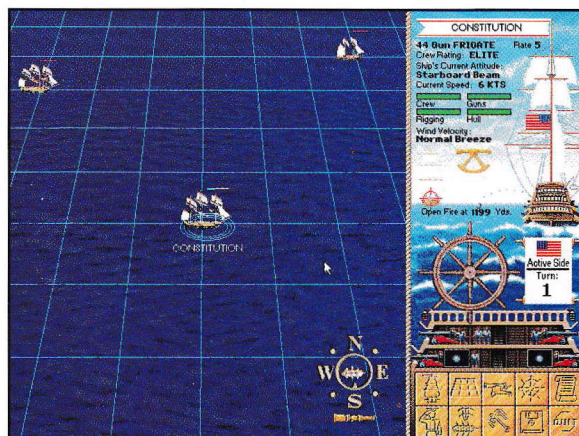 CONSTITUTION
44 Gun FRIGATE Rate 5
Crew Rating: ELITE
Ship's Current Attitude:
Starboard Beam
Current Speed: 6 KTS
Crew Guns
Rigging Hull
Wind Velocity:
Normal Breeze
Open Fire at 1199 Yds.
CONSTITUTION
Active Side
Turn:
1
N
W E
S
QUIT